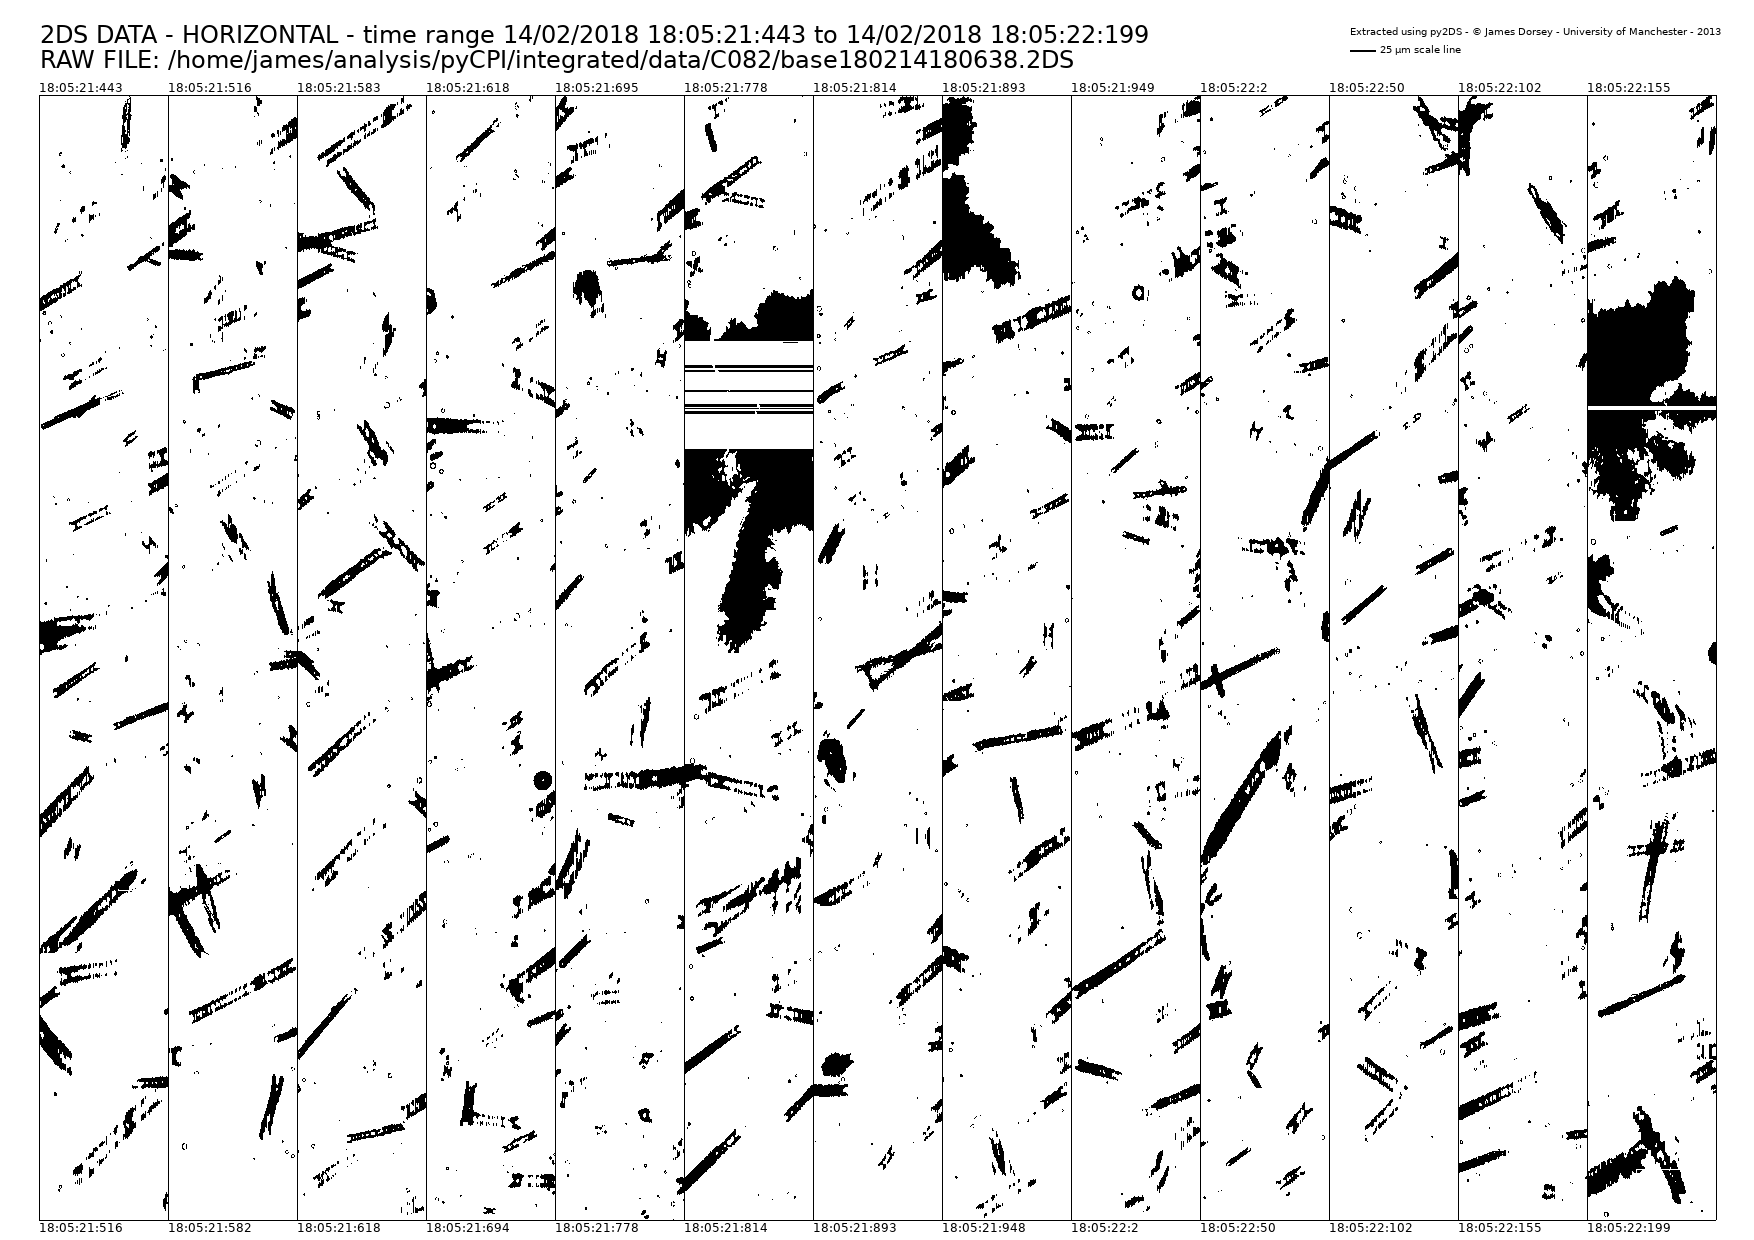 2DS DATA - HORIZONTAL - time range 14/02/2018 18:05:21:443 to 14/02/2018 18:05:22:199
RAW FILE: /home/james/analysis/pyCPI/integrated/data/C082/base180214180638.2DS
Extracted using py2DS - © James Dorsey - University of Manchester - 2013
25 µm scale line
18:05:21:443 18:05:21:516 18:05:21:583 18:05:21:618 18:05:21:695 18:05:21:778 18:05:21:814 18:05:21:893 18:05:21:949 18:05:22:2 18:05:22:50 18:05:22:102 18:05:22:155
18:05:21:516 18:05:21:582 18:05:21:618 18:05:21:694 18:05:21:778 18:05:21:814 18:05:21:893 18:05:21:948 18:05:22:2 18:05:22:50 18:05:22:102 18:05:22:155 18:05:22:199